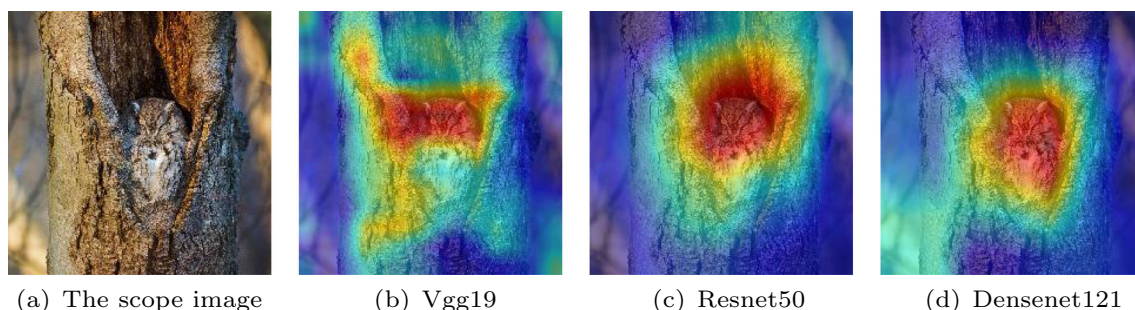 (a) The scope image
(b) Vgg19
(c) Resnet50
(d) Densenet121